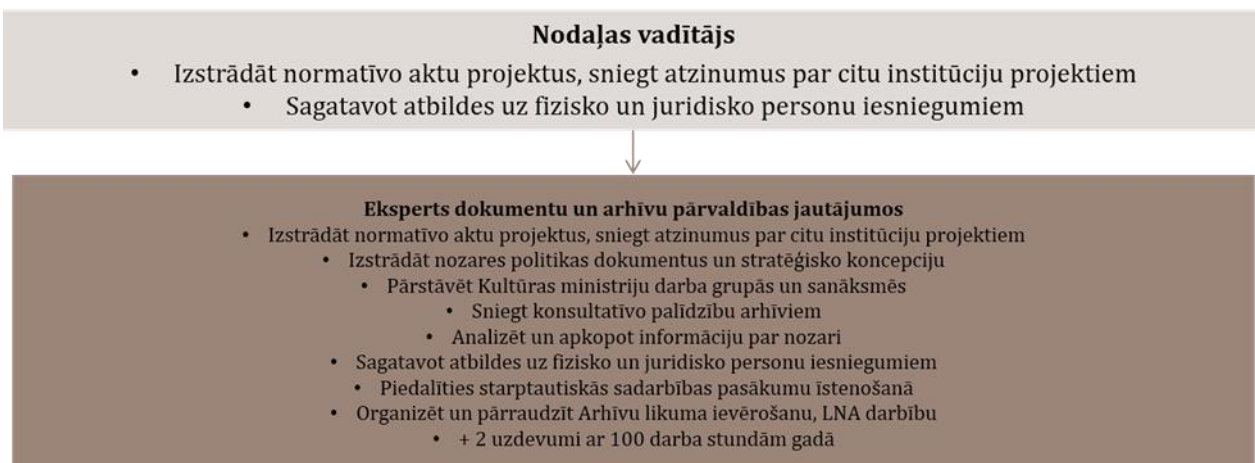 Nodaļas vadītājs
• Izstrādāt normatīvo aktu projektus, sniegt atzinumus par citu institūciju projektiem
• Sagatavot atbildes uz fizisko un juridisko personu iesniegumiem
Eksperts dokumentu un arhīvu pārvaldības jautājumos
• Izstrādāt normatīvo aktu projektus, sniegt atzinumus par citu institūciju projektiem
• Izstrādāt nozares politikas dokumentus un stratēģisko koncepciju
• Pārstāvēt Kultūras ministriju darba grupās un sanāksmēs
• Sniegt konsultatīvo palīdzību arhīviem
• Analizēt un apkopot informāciju par nozari
• Sagatavot atbildes uz fizisko un juridisko personu iesniegumiem
• Piedalīties starptautiskās sadarbības pasākumu īstenošanā
• Organizēt un pārraudzīt Arhīvu likuma ievērošanu, LNA darbību
• + 2 uzdevumi ar 100 darba stundām gadā